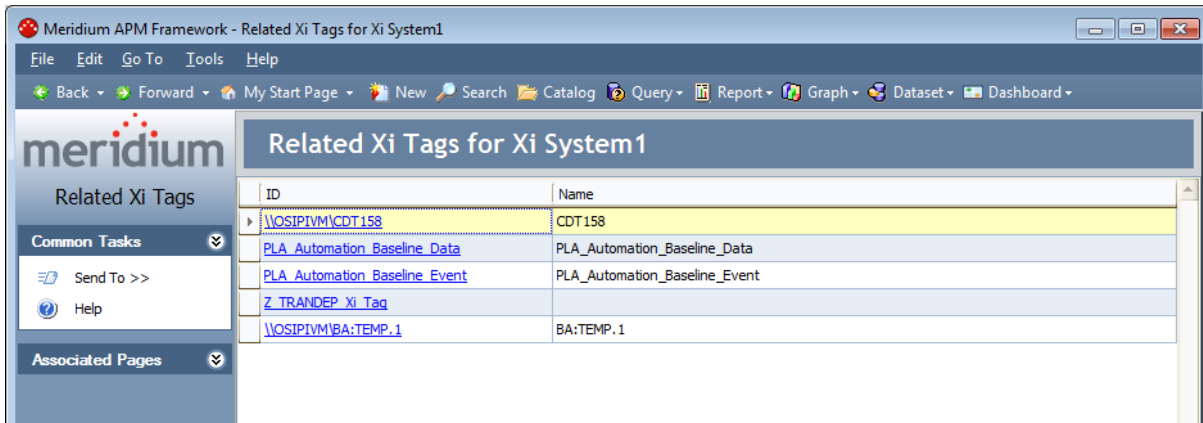 Meridium APM Framework - Related Xi Tags for Xi System1
File Edit Go To Tools Help
Back Forward My Start Page New Search Catalog Query Report Graph Dataset Dashboard
meridium
Related Xi Tags for Xi System1
Related Xi Tags
ID Name
\\OSIPIVM\CDT158 CDT158
Common Tasks
PLA_Automation_Baseline_Data PLA_Automation_Baseline_Data
Send To >>
PLA_Automation_Baseline_Event PLA_Automation_Baseline_Event
Help
Z_TRANDEP_Xi_Tag
\\OSIPIVM\BA:TEMP.1 BA:TEMP.1
Associated Pages